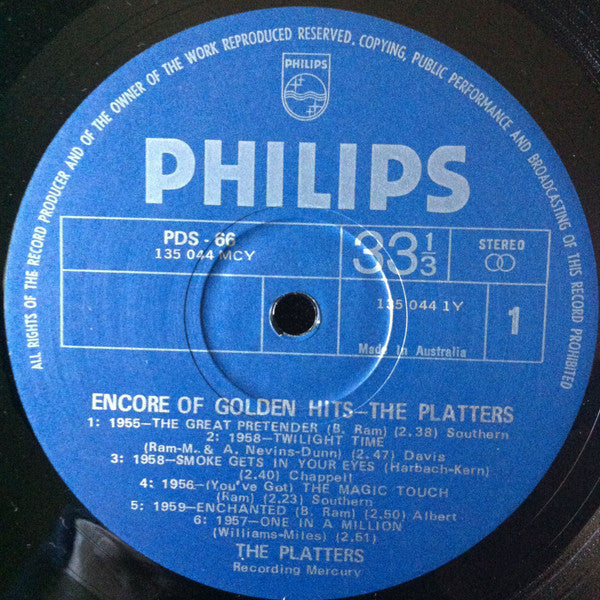 ALL RIGHTS OF THE RECORD PRODUCER AND OF THE OWNER OF THE WORK REPRODUCED RESERVED. COPYING, PUBLIC PERFORMANCE AND BROADCASTING OF THIS RECORD PROHIBITED
PHILIPS
PHILIPS
PDS - 66
135 044 MCY
33 1/3
STEREO
135 044 1Y
1
Made in Australia
ENCORE OF GOLDEN HITS—THE PLATTERS
1: 1955—THE GREAT PRETENDER (B. Ram) (2.38) Southern
2: 1958—TWILIGHT TIME
(Ram-M. & A. Nevins-Dunn) (2.47) Davis
3: 1958—SMOKE GETS IN YOUR EYES (Harbach-Kern)
(2.40) Chappell
4: 1956—(You've Got) THE MAGIC TOUCH
(Ram) (2.23) Southern
5: 1959—ENCHANTED (B. Ram) (2.50) Albert
6: 1957—ONE IN A MILLION
(Williams-Miles) (2.51)
THE PLATTERS
Recording Mercury